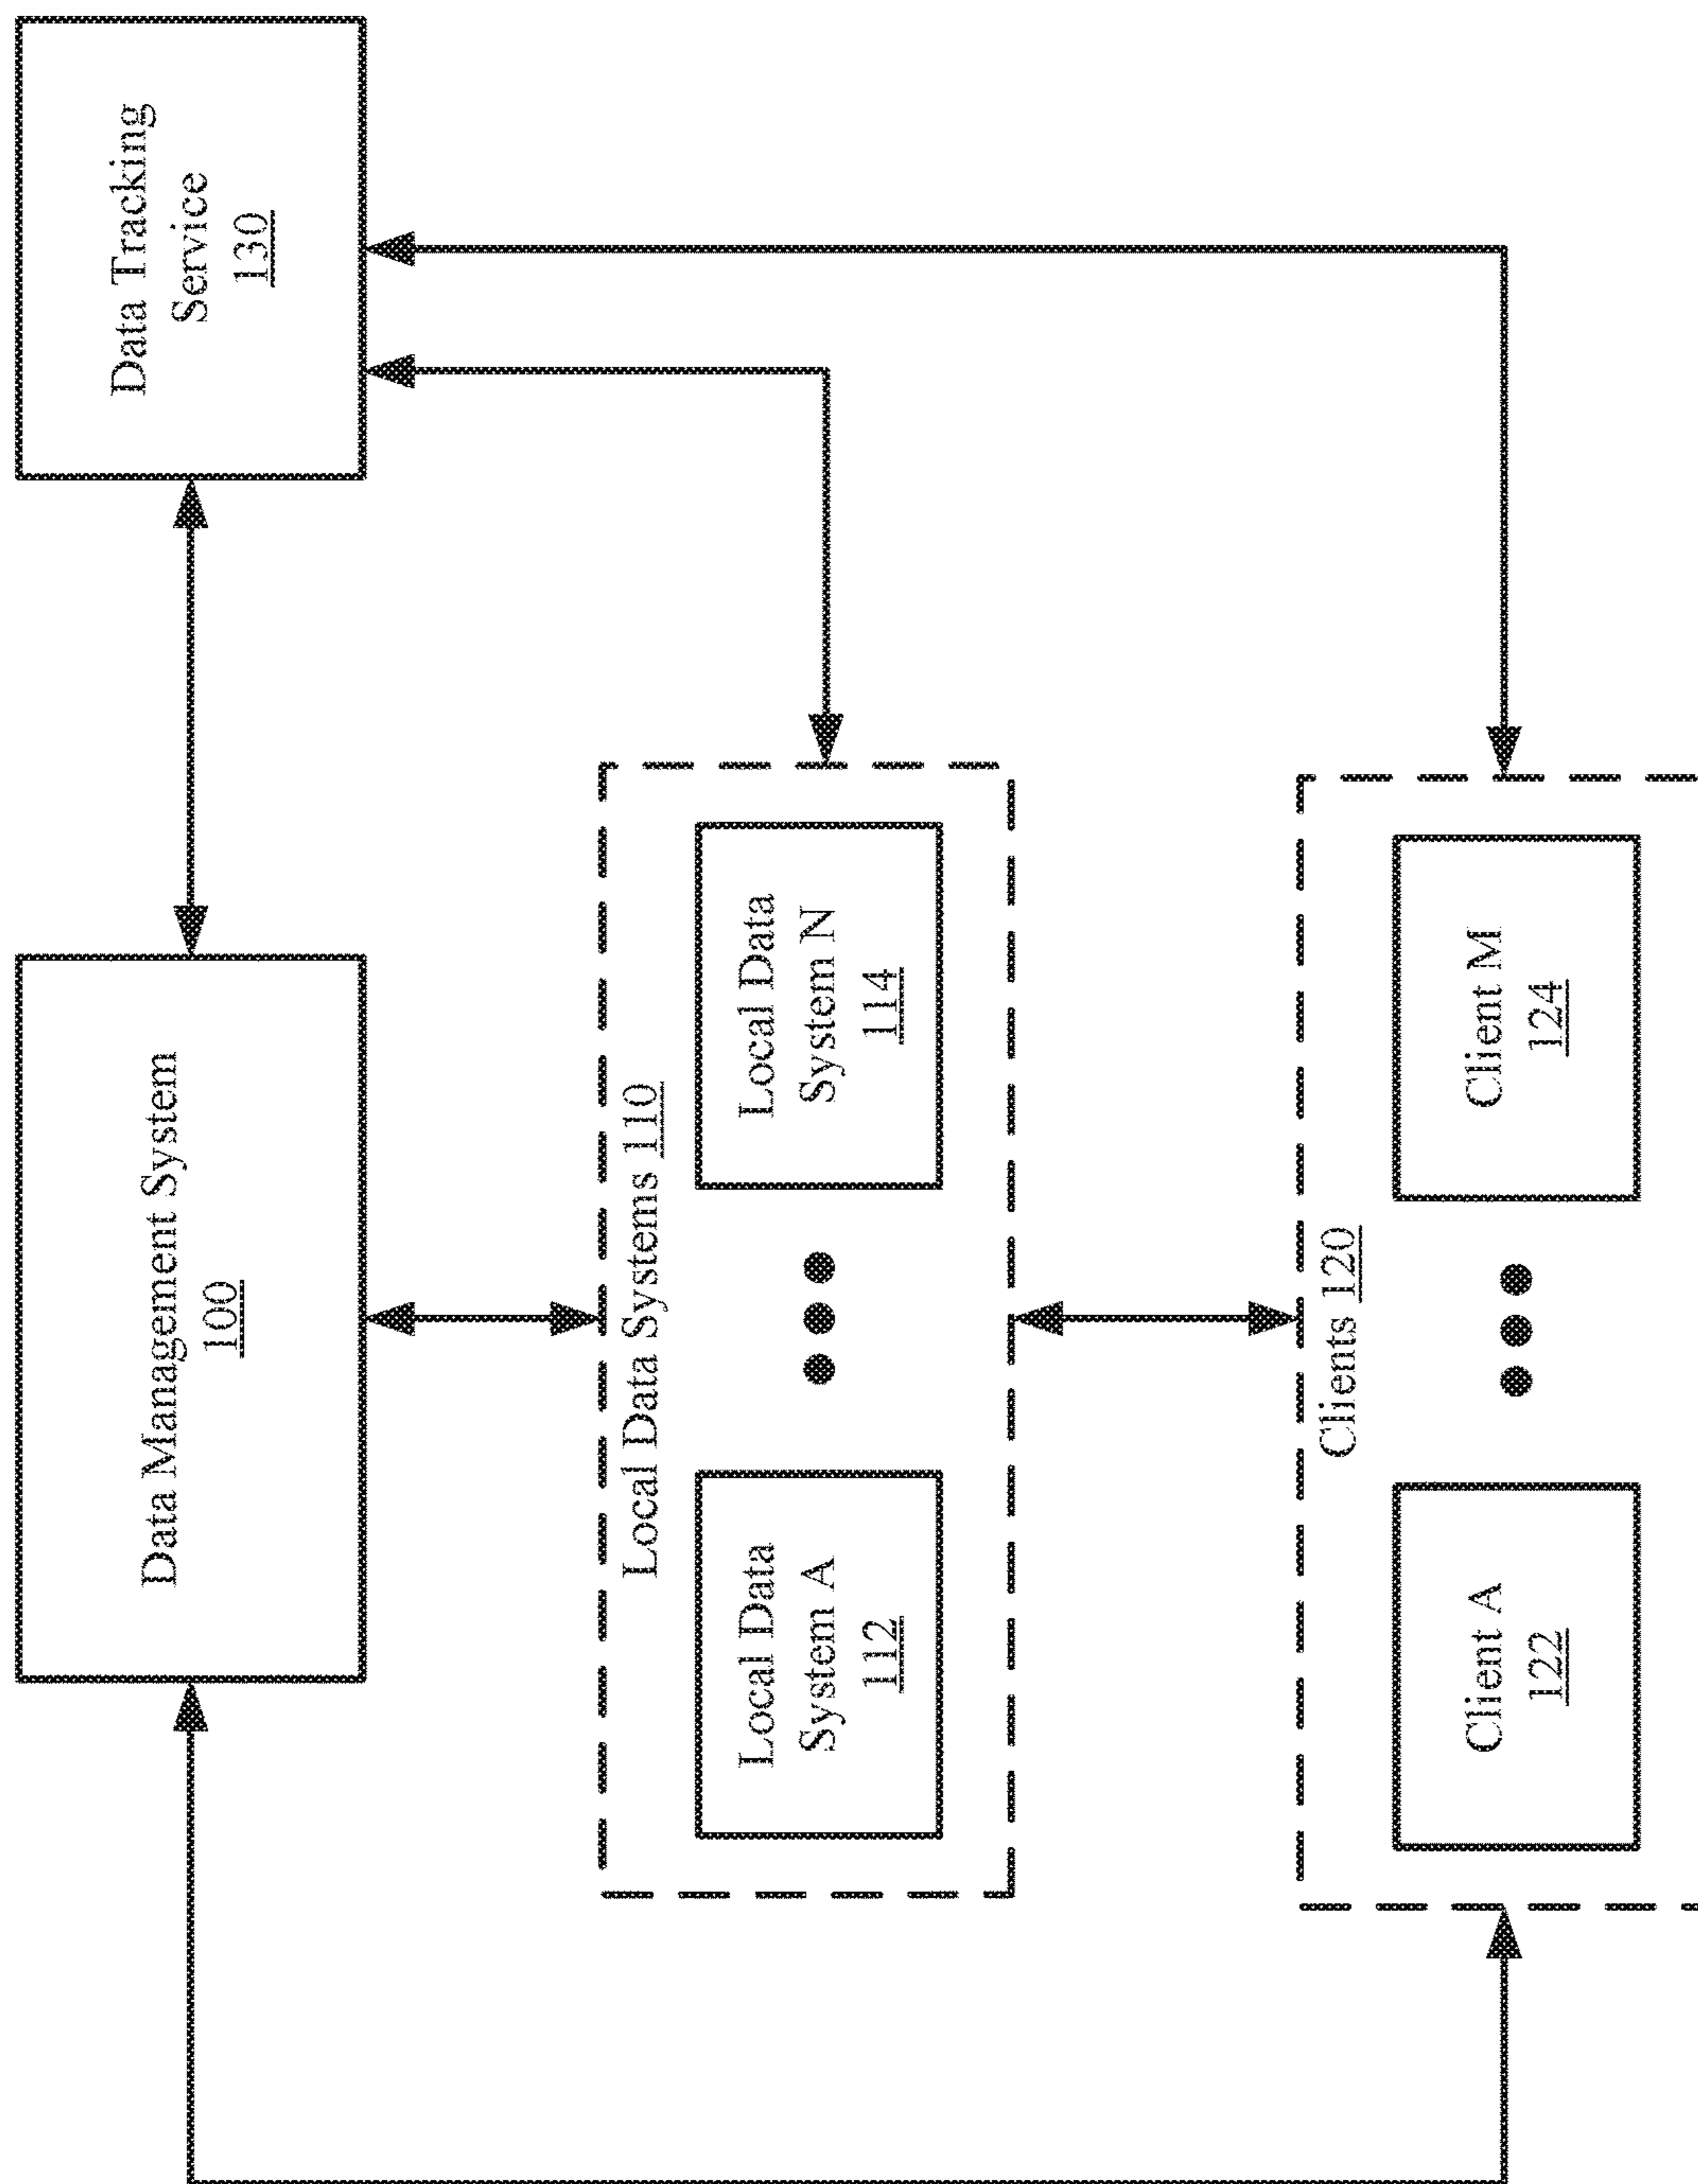 Data Management System
100
Data Tracking
Service
130
Local Data Systems 110
Local Data
System A
112
Local Data
System N
114
Clients 120
Client A
122
Client M
124